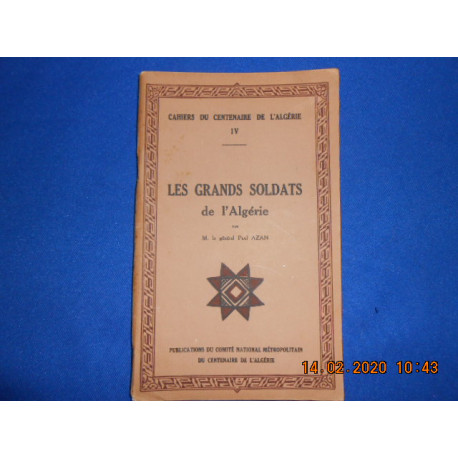 CAHIERS DU CENTENAIRE DE L'ALGÉRIE
IV
LES GRANDS SOLDATS
de l'Algérie
PAR
M. le général Paul AZAN
PUBLICATIONS DU COMITÉ NATIONAL MÉTROPOLITAIN
DU CENTENAIRE DE L'ALGÉRIE
14.02.2020 10:43